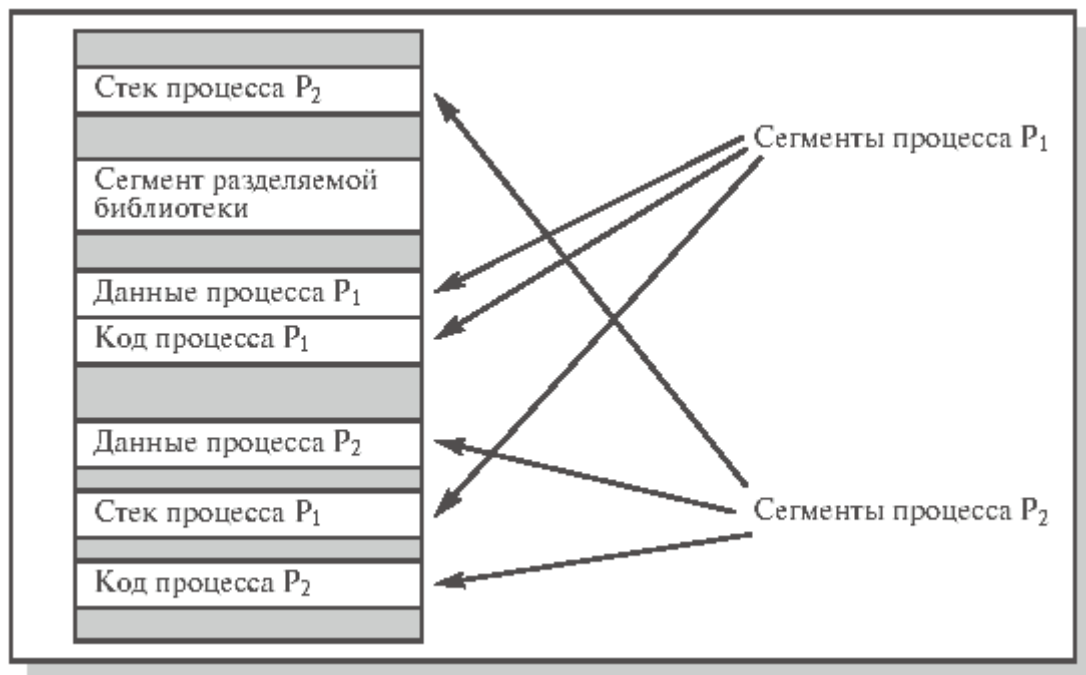 Стек процесса P₂
Сегмент разделяемой
библиотеки
Данные процесса P₁
Код процесса P₁
Данные процесса P₂
Стек процесса P₁
Код процесса P₂
Сегменты процесса P₁
Сегменты процесса P₂